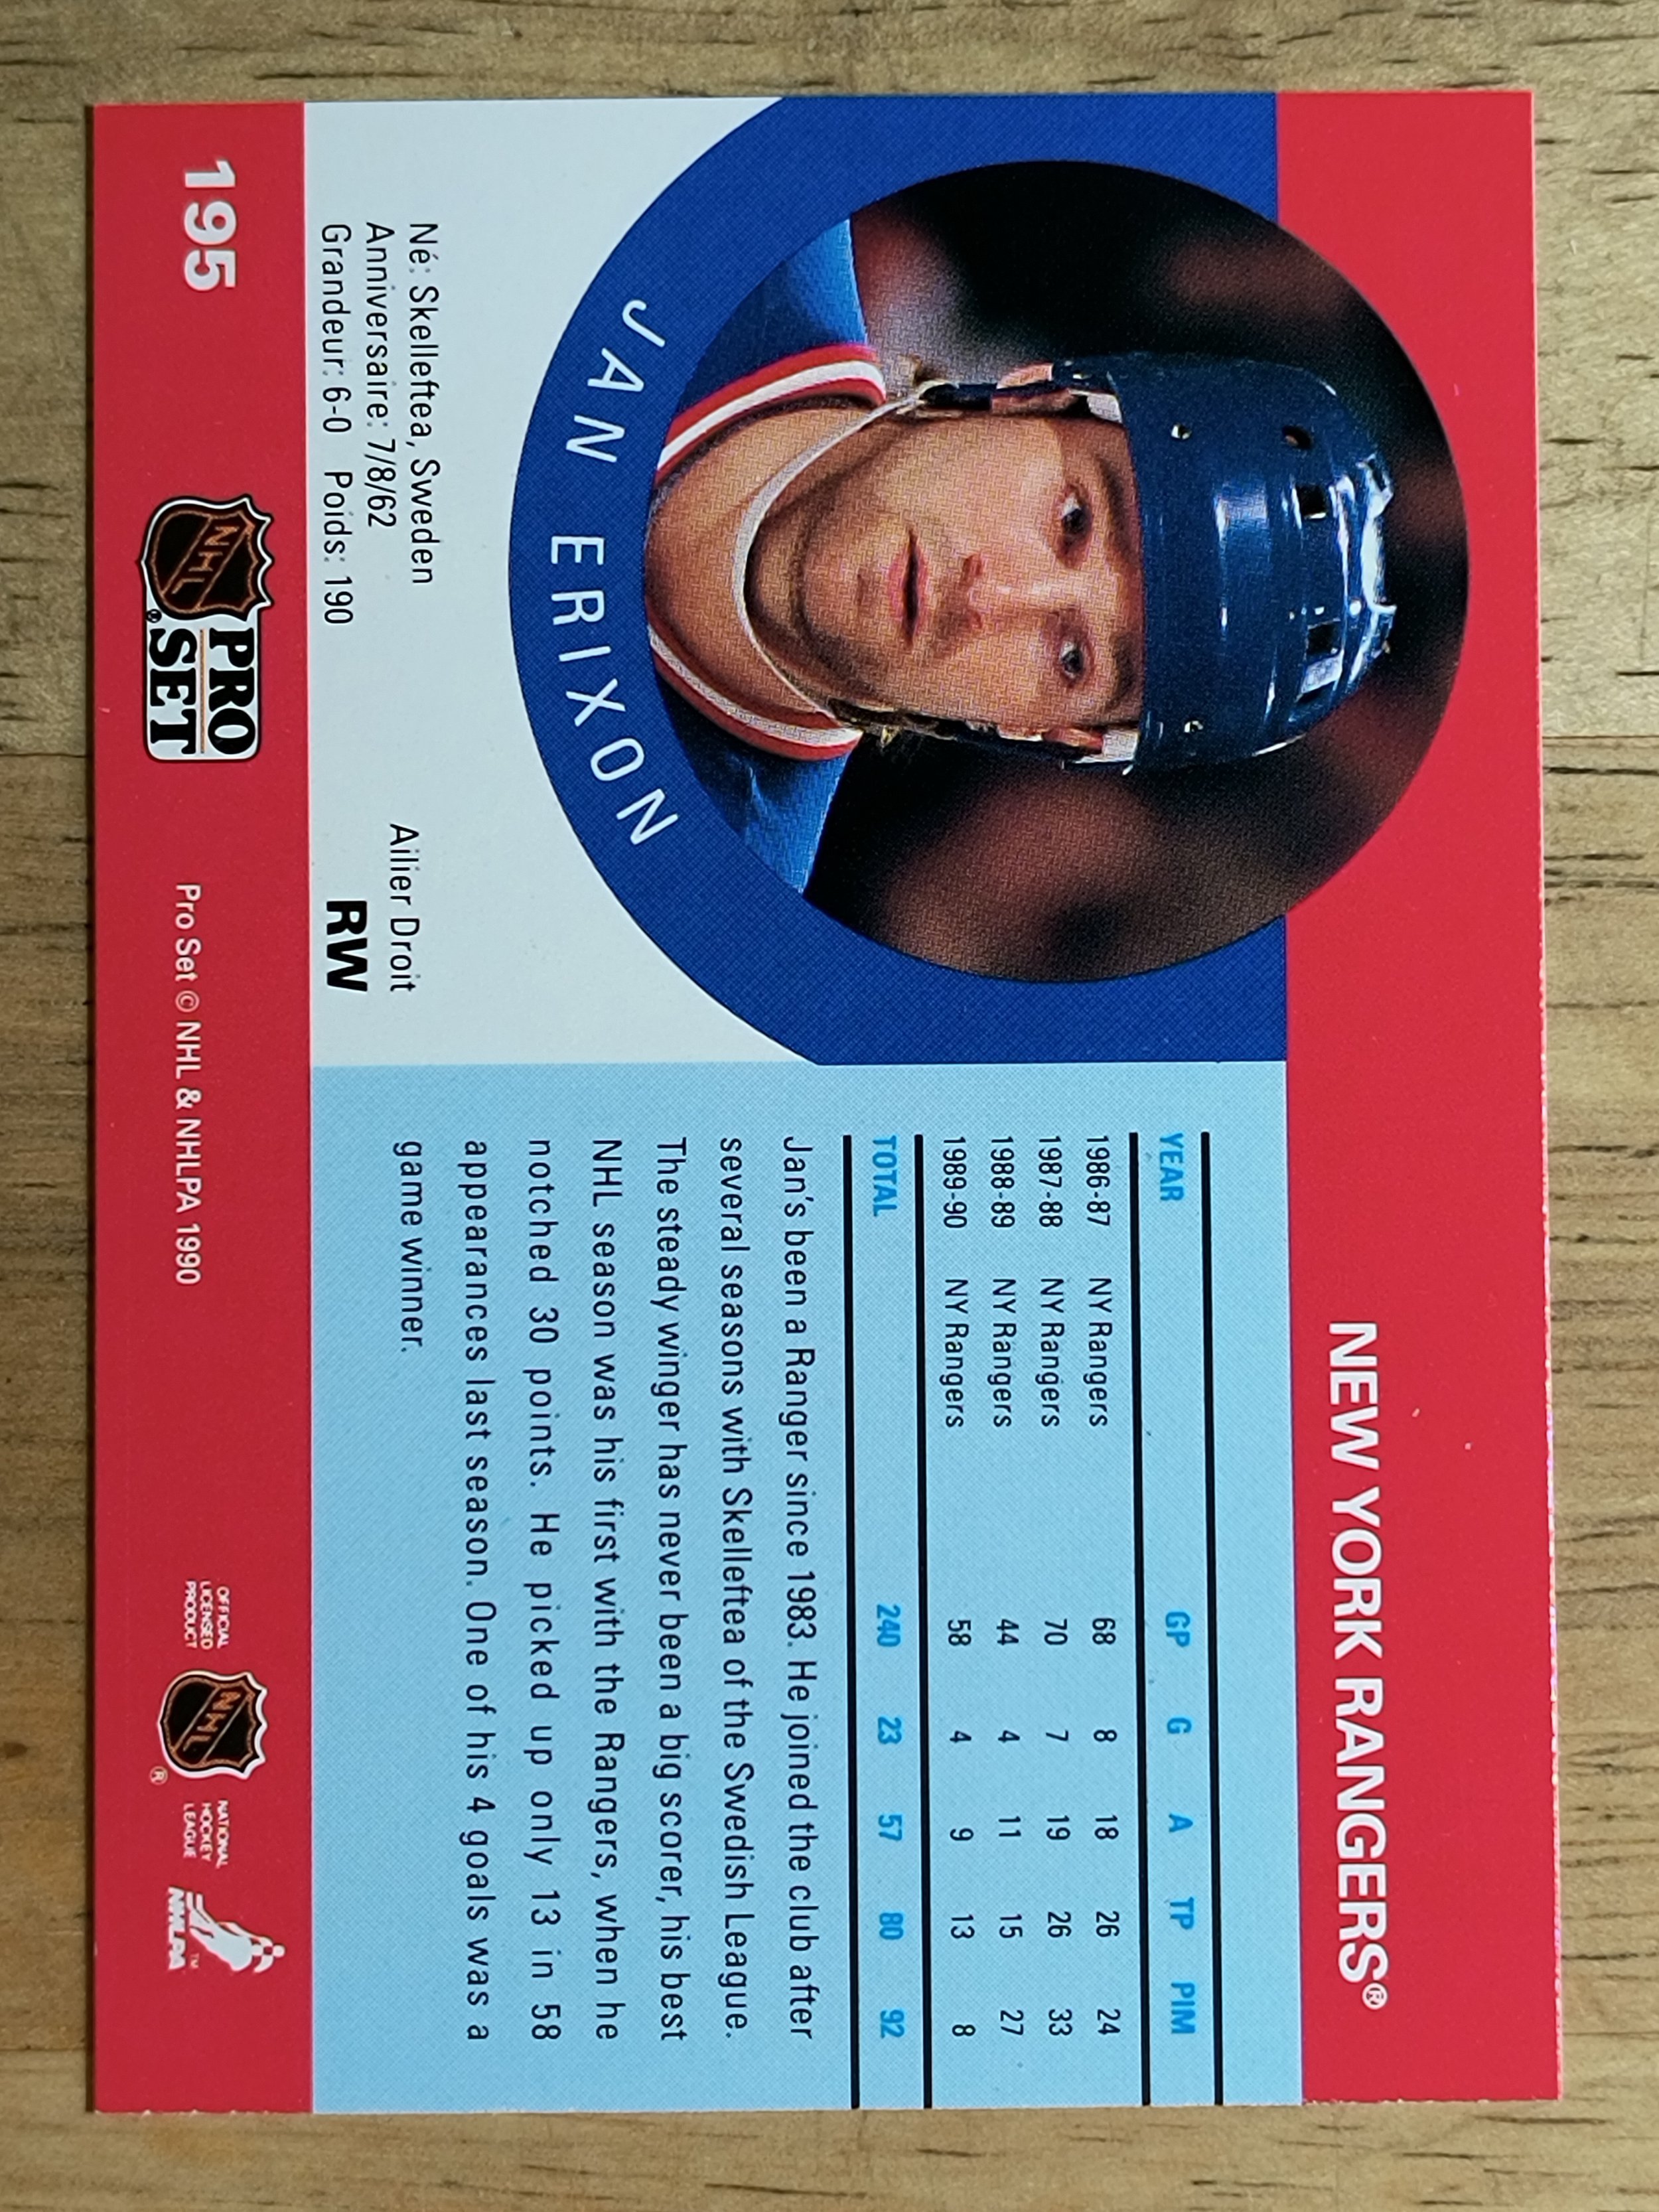 NEW YORK RANGERS®
JAN ERIXON
Né: Skelleftea, Sweden
Anniversaire: 7/8/62
Grandeur: 6-0 Poids: 190
Ailier Droit
RW
YEAR GP G A TP PIM
1986-87 NY Rangers 68 8 18 26 24
1987-88 NY Rangers 70 7 19 26 33
1988-89 NY Rangers 44 4 11 15 27
1989-90 NY Rangers 58 4 9 13 8
TOTAL 240 23 57 80 92
Jan's been a Ranger since 1983. He joined the club after
several seasons with Skelleftea of the Swedish League.
The steady winger has never been a big scorer, his best
NHL season was his first with the Rangers, when he
notched 30 points. He picked up only 13 in 58
appearances last season. One of his 4 goals was a
game winner.
195
NHL
PRO
SET
®
Pro Set © NHL & NHLPA 1990
OFFICIAL
LICENSED
PRODUCT
NHL
®
NATIONAL
HOCKEY
LEAGUE
NHLPA
™